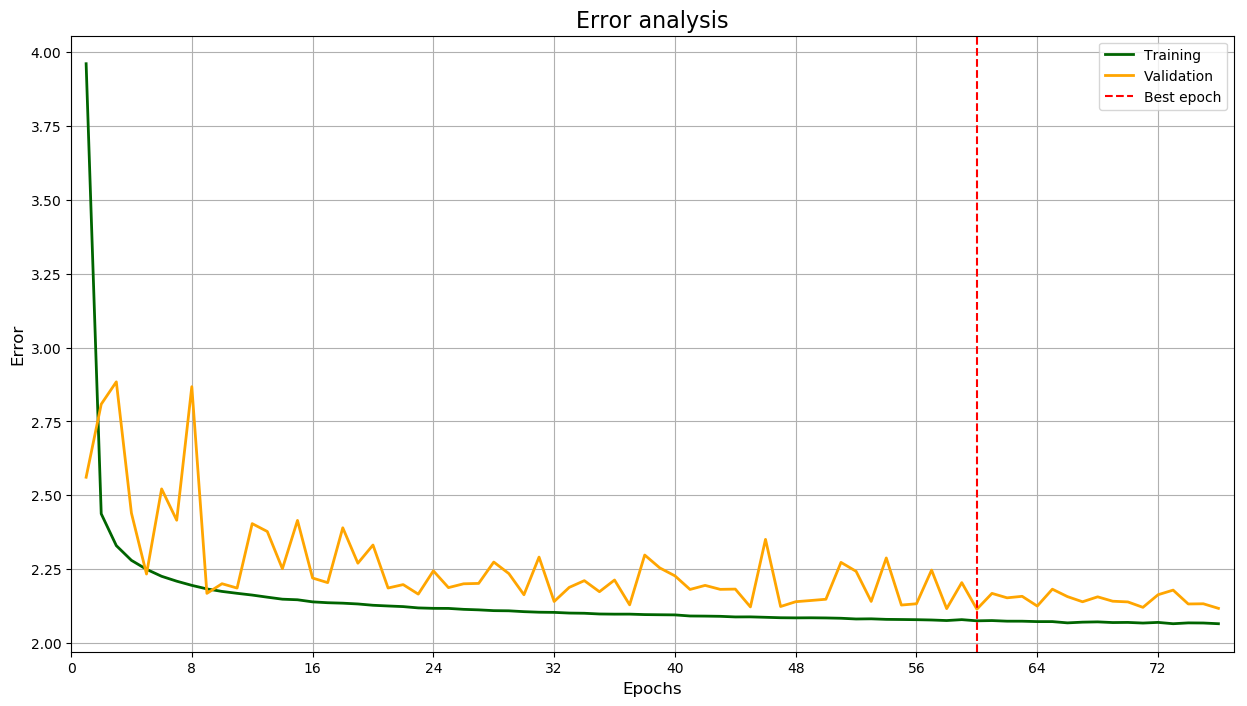 Error analysis
Training
Validation
Best epoch
4.00
3.75
3.50
3.25
3.00
2.75
2.50
2.25
2.00
Error
0 8 16 24 32 40 48 56 64 72
Epochs